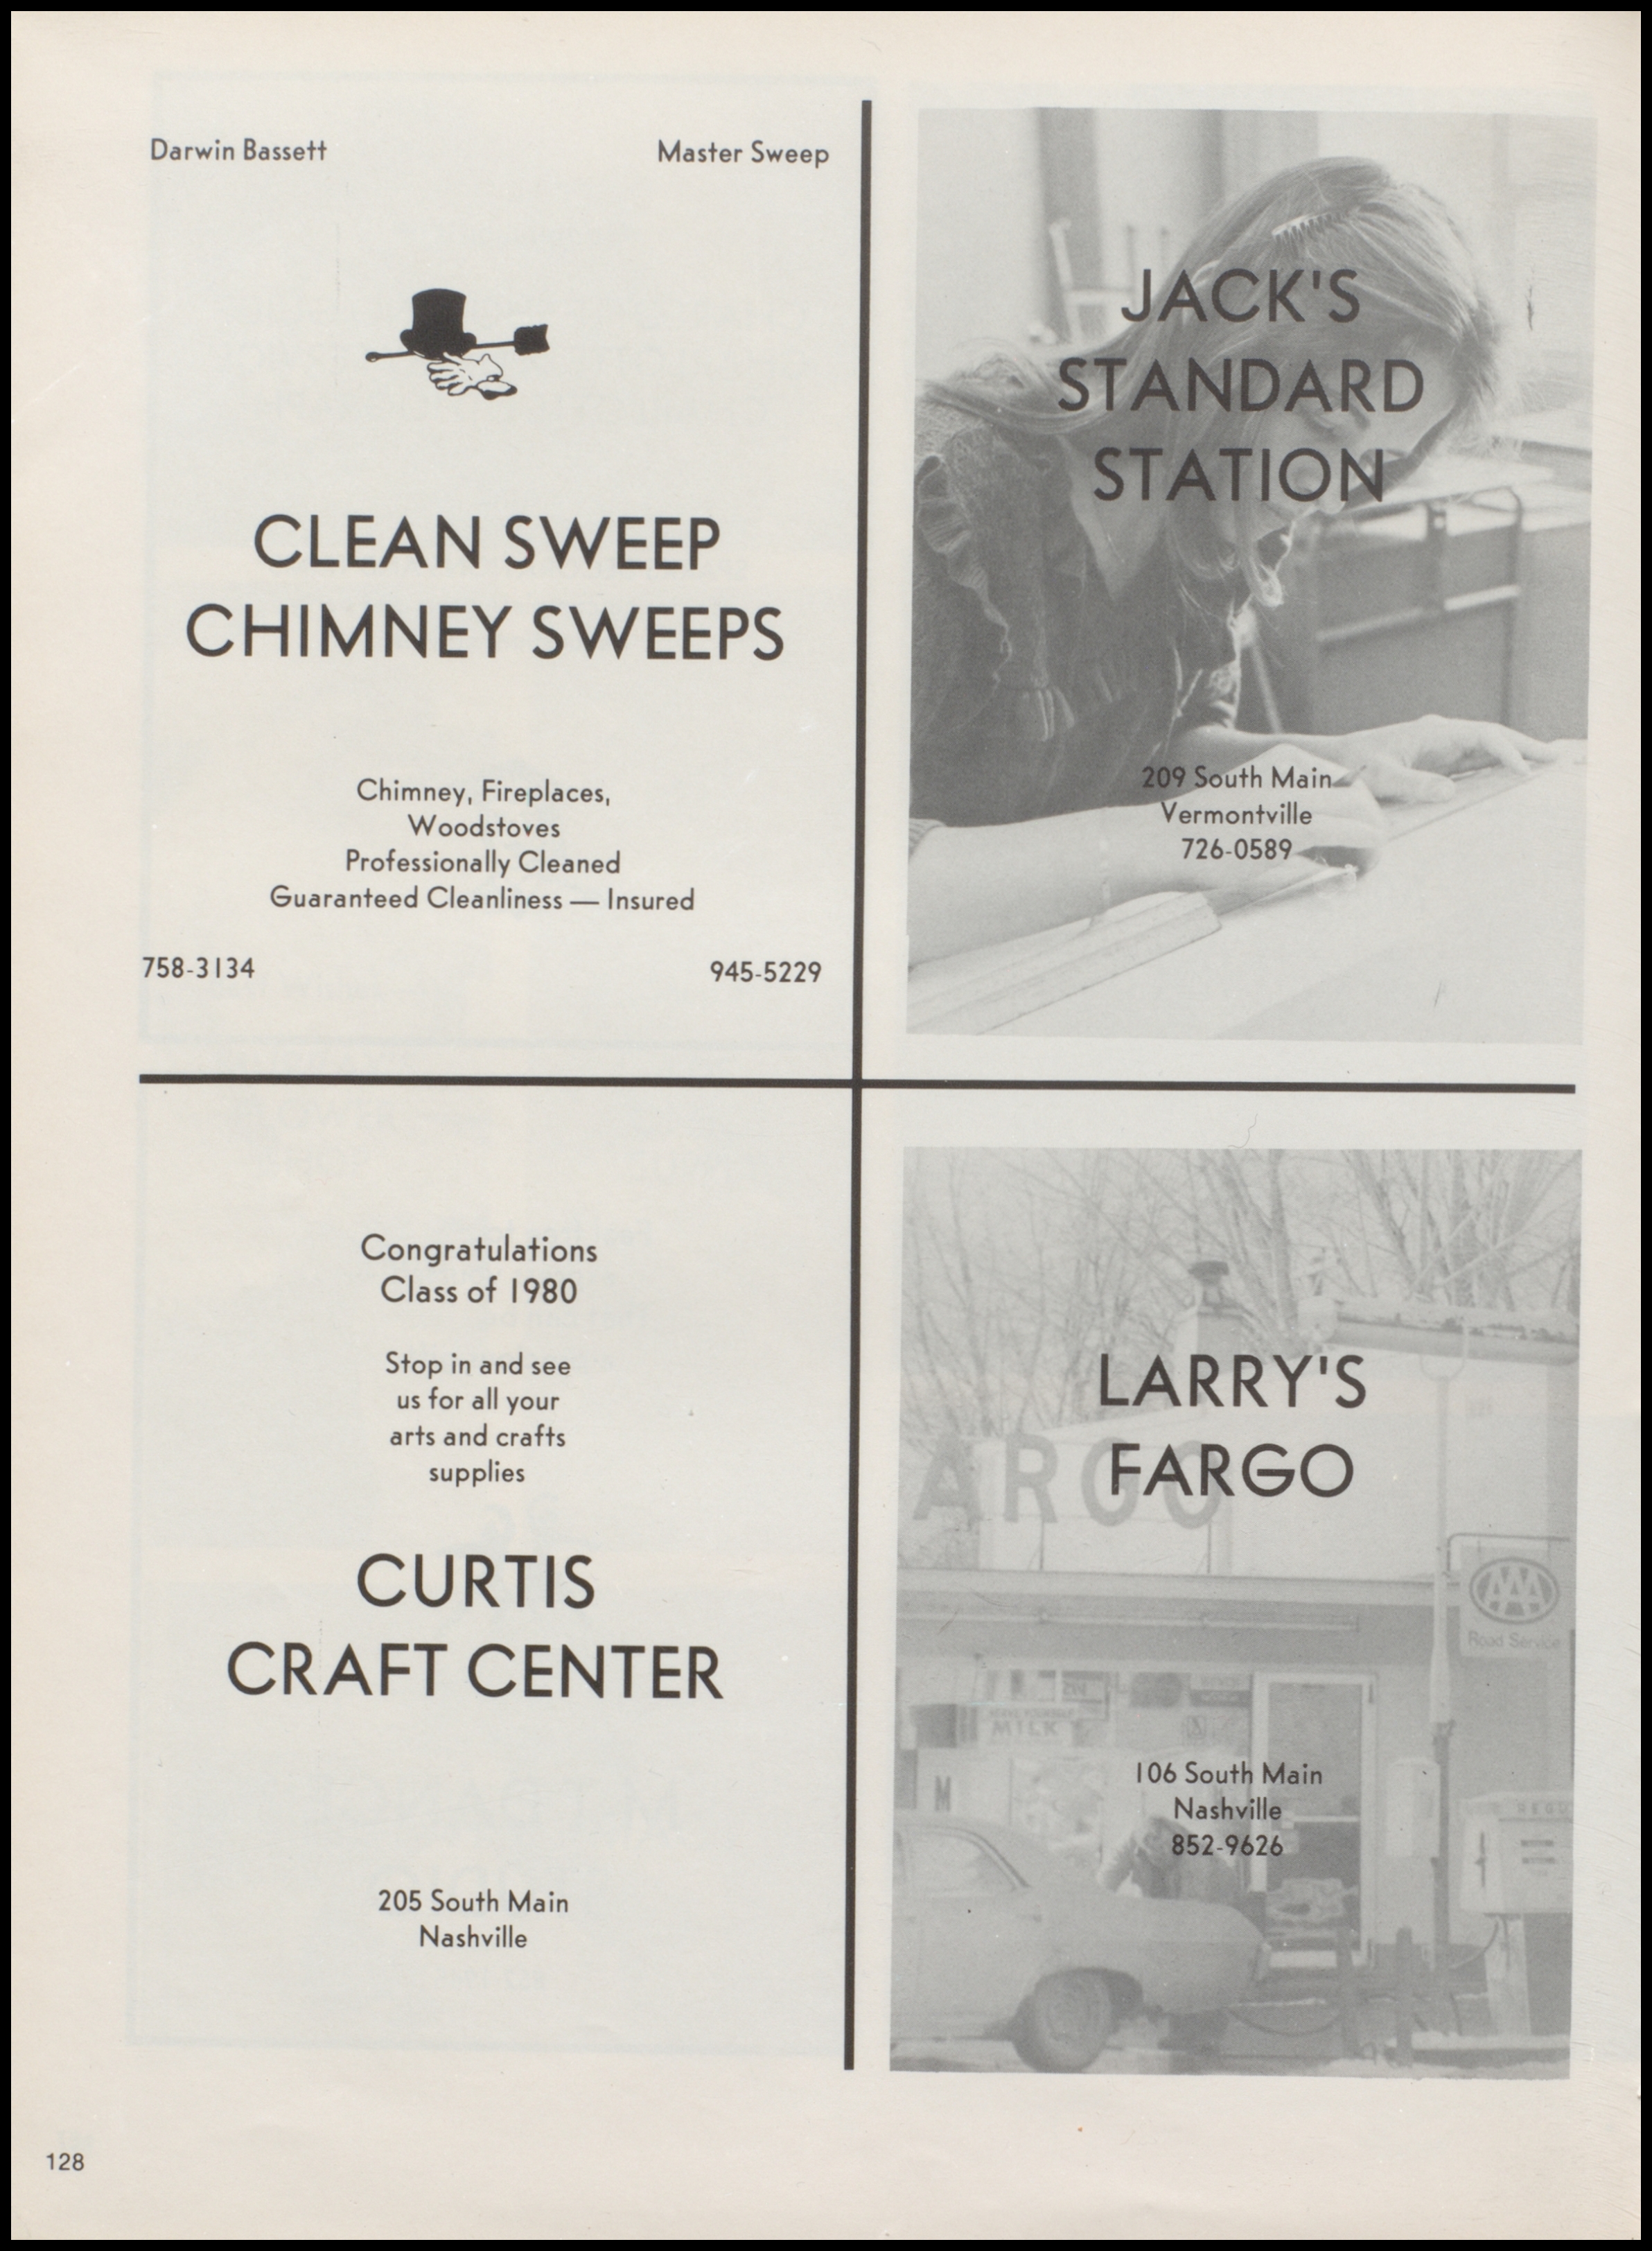 Darwin Bassett
Master Sweep
CLEAN SWEEP
CHIMNEY SWEEPS
Chimney, Fireplaces,
Woodstoves
Professionally Cleaned
Guaranteed Cleanliness — Insured
758-3134
945-5229
JACK'S
STANDARD
STATION
209 South Main
Vermontville
726-0589
Congratulations
Class of 1980
Stop in and see
us for all your
arts and crafts
supplies
CURTIS
CRAFT CENTER
205 South Main
Nashville
LARRY'S
FARGO
ARGO
AAA
Road Service
MILK
M
106 South Main
Nashville
852-9626
128